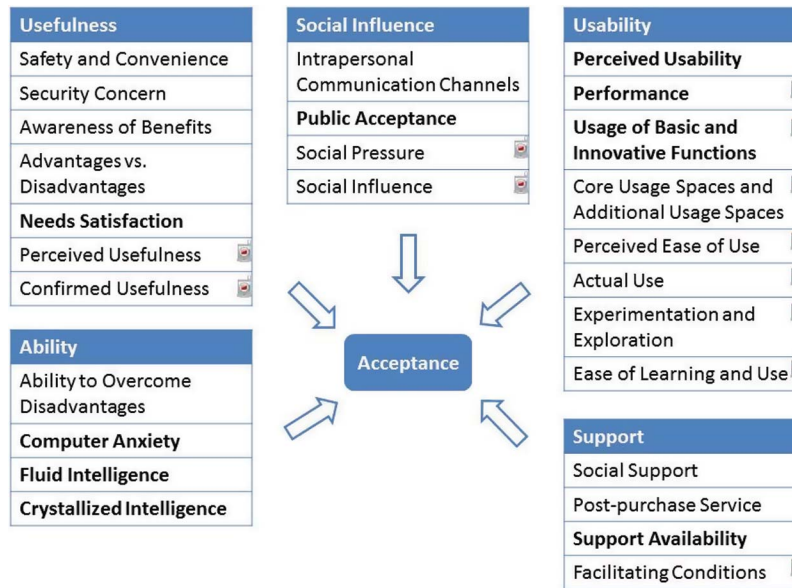 Usefulness
Safety and Convenience
Security Concern
Awareness of Benefits
Advantages vs.
Disadvantages
Needs Satisfaction
Perceived Usefulness
Confirmed Usefulness
Ability
Ability to Overcome
Disadvantages
Computer Anxiety
Fluid Intelligence
Crystallized Intelligence
Social Influence
Intrapersonal
Communication Channels
Public Acceptance
Social Pressure
Social Influence
Acceptance
Usability
Perceived Usability
Performance
Usage of Basic and
Innovative Functions
Core Usage Spaces and
Additional Usage Spaces
Perceived Ease of Use
Actual Use
Experimentation and
Exploration
Ease of Learning and Use
Support
Social Support
Post-purchase Service
Support Availability
Facilitating Conditions